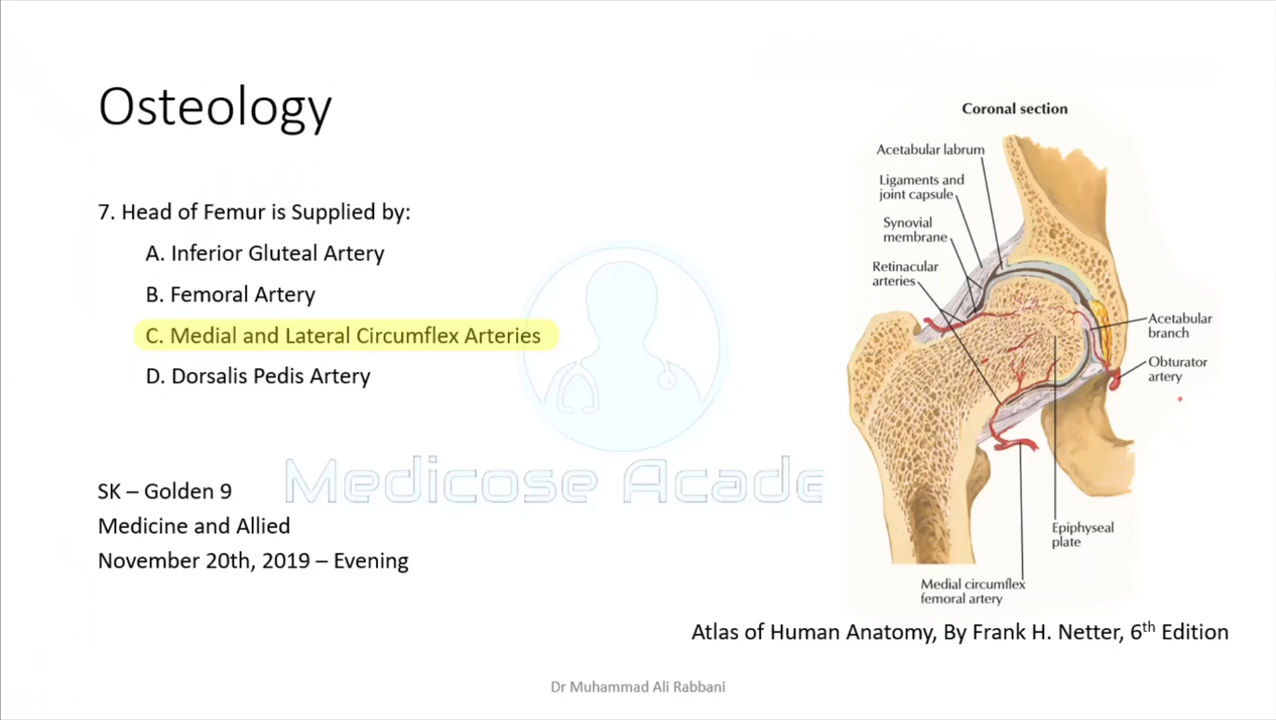 Osteology
7. Head of Femur is Supplied by:
A. Inferior Gluteal Artery
B. Femoral Artery
C. Medial and Lateral Circumflex Arteries
D. Dorsalis Pedis Artery
SK – Golden 9
Medicine and Allied
November 20th, 2019 – Evening
Medicose Acade
Coronal section
Acetabular labrum
Ligaments and
joint capsule
Synovial
membrane
Retinacular
arteries
Acetabular
branch
Obturator
artery
Epiphyseal
plate
Medial circumflex
femoral artery
Atlas of Human Anatomy, By Frank H. Netter, 6th Edition
Dr Muhammad Ali Rabbani